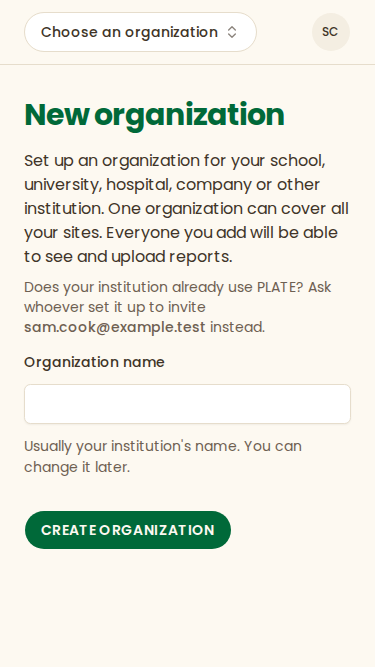 Choose an organization
SC
New organization
Set up an organization for your school,
university, hospital, company or other
institution. One organization can cover all
your sites. Everyone you add will be able
to see and upload reports.
Does your institution already use PLATE? Ask
whoever set it up to invite
sam.cook@example.test instead.
Organization name
Usually your institution's name. You can
change it later.
CREATE ORGANIZATION